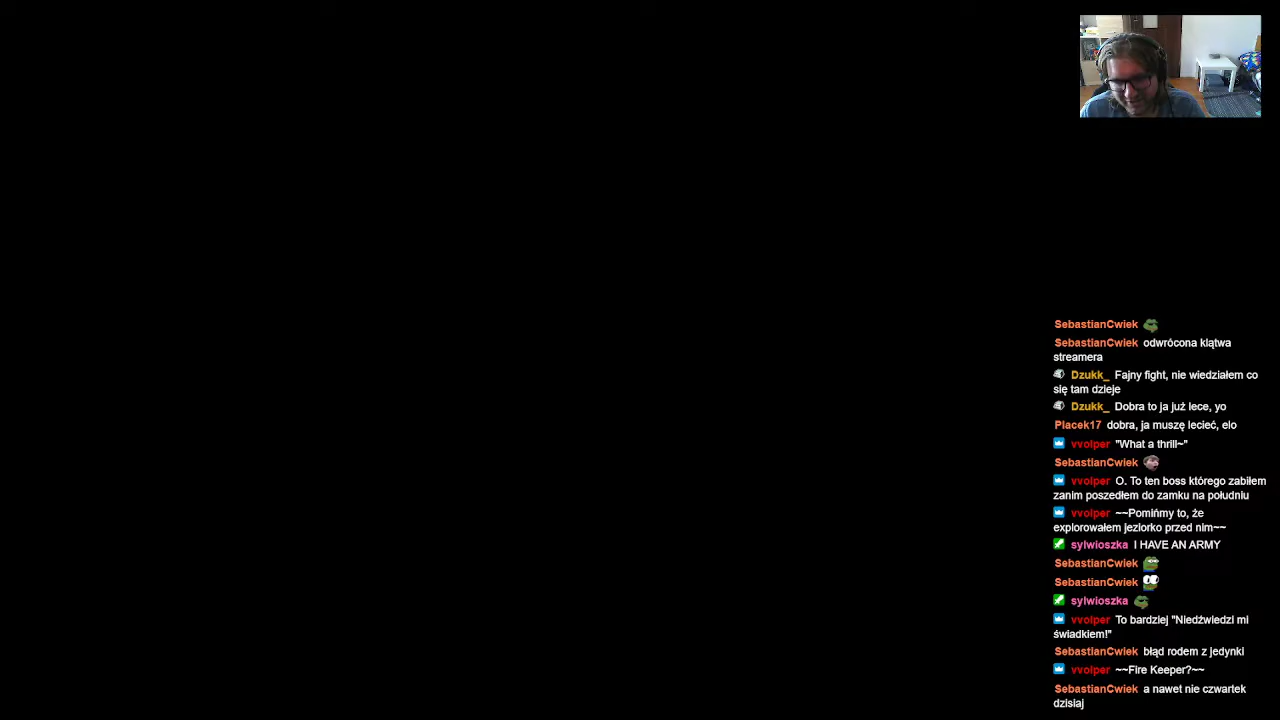 SebastianCwiek
SebastianCwiek odwrócona klątwa
streamera
Dzukk_ Fajny fight, nie wiedziałem co
się tam dzieje
Dzukk_ Dobra to ja już lece, yo
Placek17 dobra, ja muszę lecieć, elo
vvolper "What a thrill~"
SebastianCwiek
vvolper O. To ten boss którego zabiłem
zanim poszedłem do zamku na południu
vvolper ~~Pomińmy to, że
explorowałem jeziorko przed nim~~
sylwioszka I HAVE AN ARMY
SebastianCwiek
SebastianCwiek
sylwioszka
vvolper To bardziej "Niedźwiedzi mi
świadkiem!"
SebastianCwiek błąd rodem z jedynki
vvolper ~~Fire Keeper?~~
SebastianCwiek a nawet nie czwartek
dzisiaj